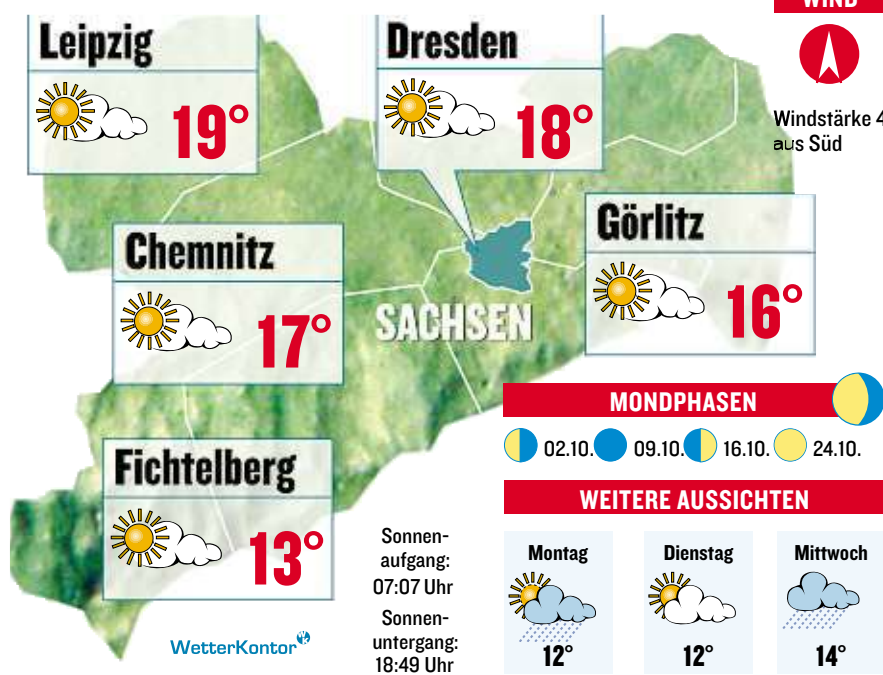 WIND
Leipzig
19°
Dresden
18°
Windstärke 4
aus Süd
Chemnitz
17°
Görlitz
16°
SACHSEN
Fichtelberg
13°
MONDPHASEN
02.10.
09.10.
16.10.
24.10.
WEITERE AUSSICHTEN
Sonnen-
aufgang:
07:07 Uhr
Sonnen-
untergang:
18:49 Uhr
Montag
12°
Dienstag
12°
Mittwoch
14°
WetterKontor